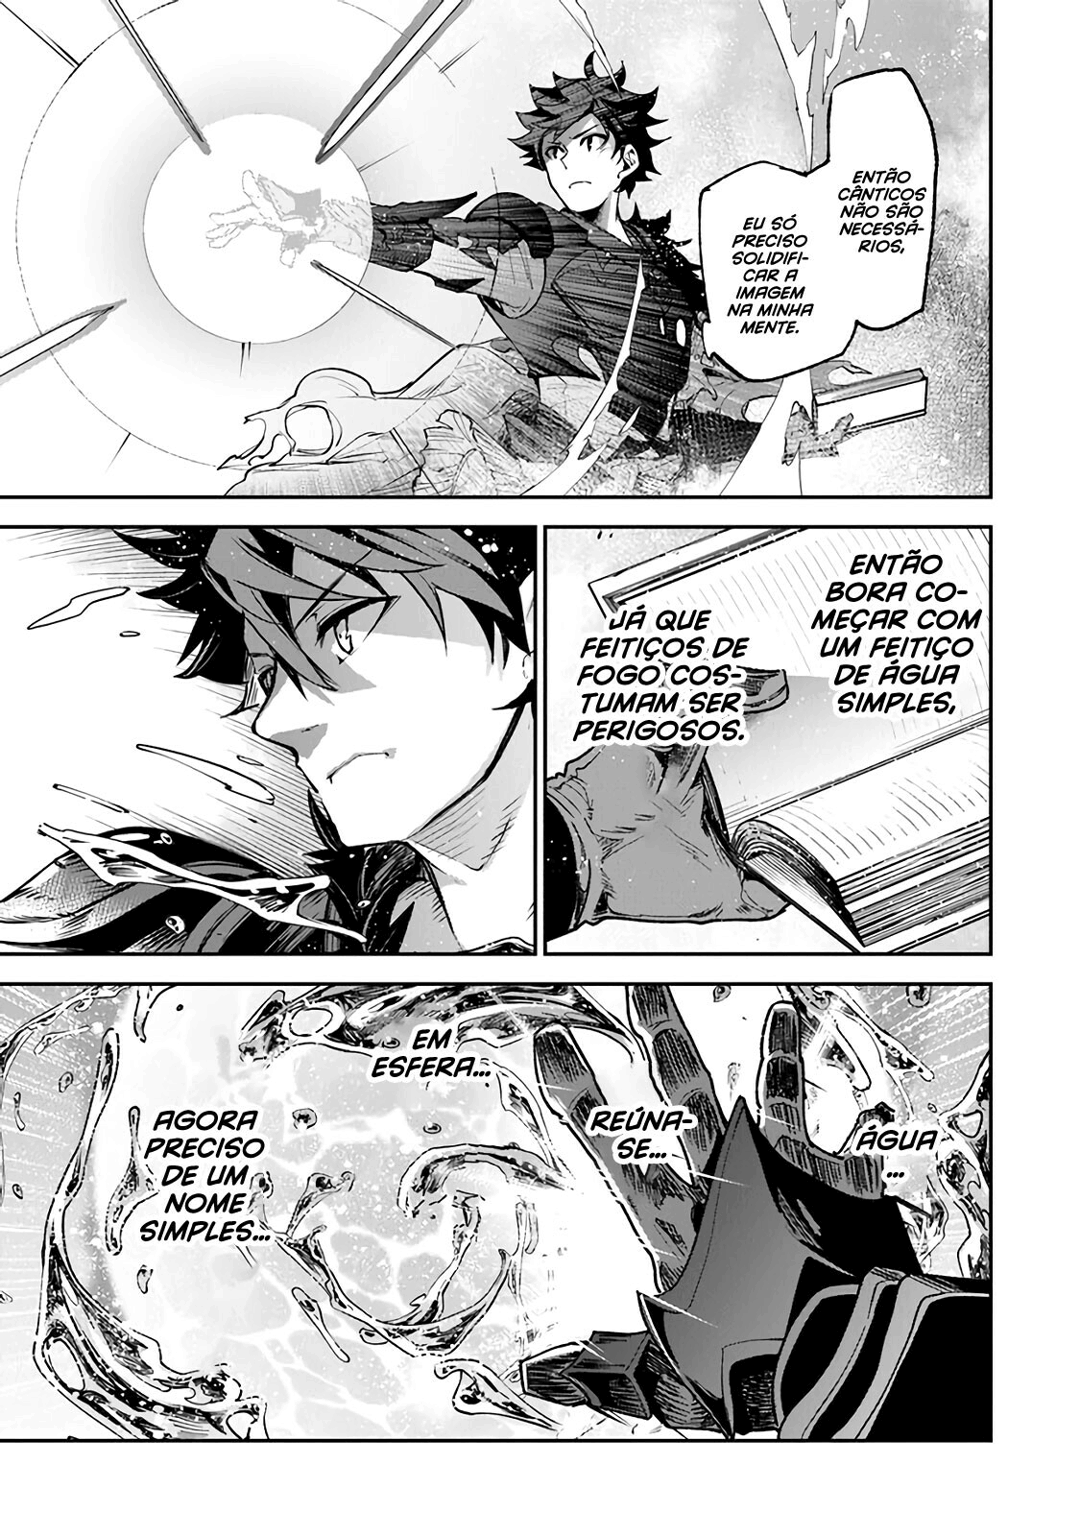 ENTÃO
CÂNTICOS
NÃO SÃO
NECESSÁ-
RIOS,
EU SÓ
PRECISO
SOLIDIFI-
CAR A
IMAGEM
NA MINHA
MENTE.
ENTÃO
BORA CO-
MEÇAR COM
UM FEITIÇO
DE ÁGUA
SIMPLES,
JÁ QUE
FEITIÇOS DE
FOGO COS-
TUMAM SER
PERIGOSOS.
ÁGUA
...
REÚNA-
SE...
EM
ESFERA...
AGORA
PRECISO
DE UM
NOME
SIMPLES...